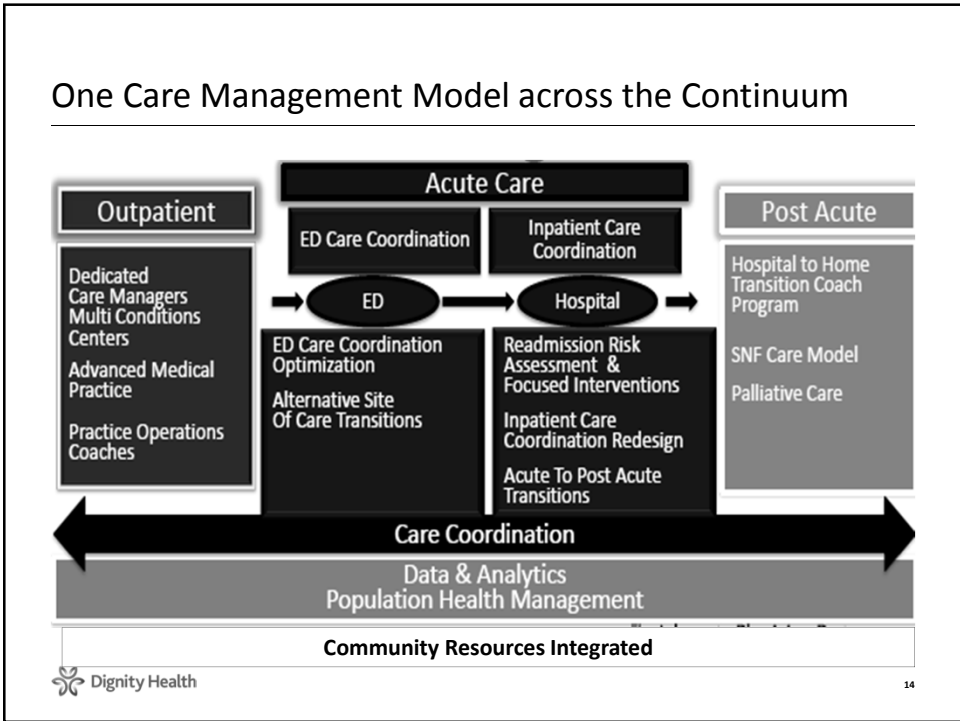 One Care Management Model across the Continuum
Acute Care
Outpatient
Dedicated
Care Managers
Multi Conditions
Centers
Advanced Medical
Practice
Practice Operations
Coaches
ED Care Coordination
ED
ED Care Coordination
Optimization
Alternative Site
Of Care Transitions
Inpatient Care
Coordination
Hospital
Readmission Risk
Assessment &
Focused Interventions
Inpatient Care
Coordination Redesign
Acute To Post Acute
Transitions
Post Acute
Hospital to Home
Transition Coach
Program
SNF Care Model
Palliative Care
Care Coordination
Data & Analytics
Population Health Management
Community Resources Integrated
Dignity Health
14